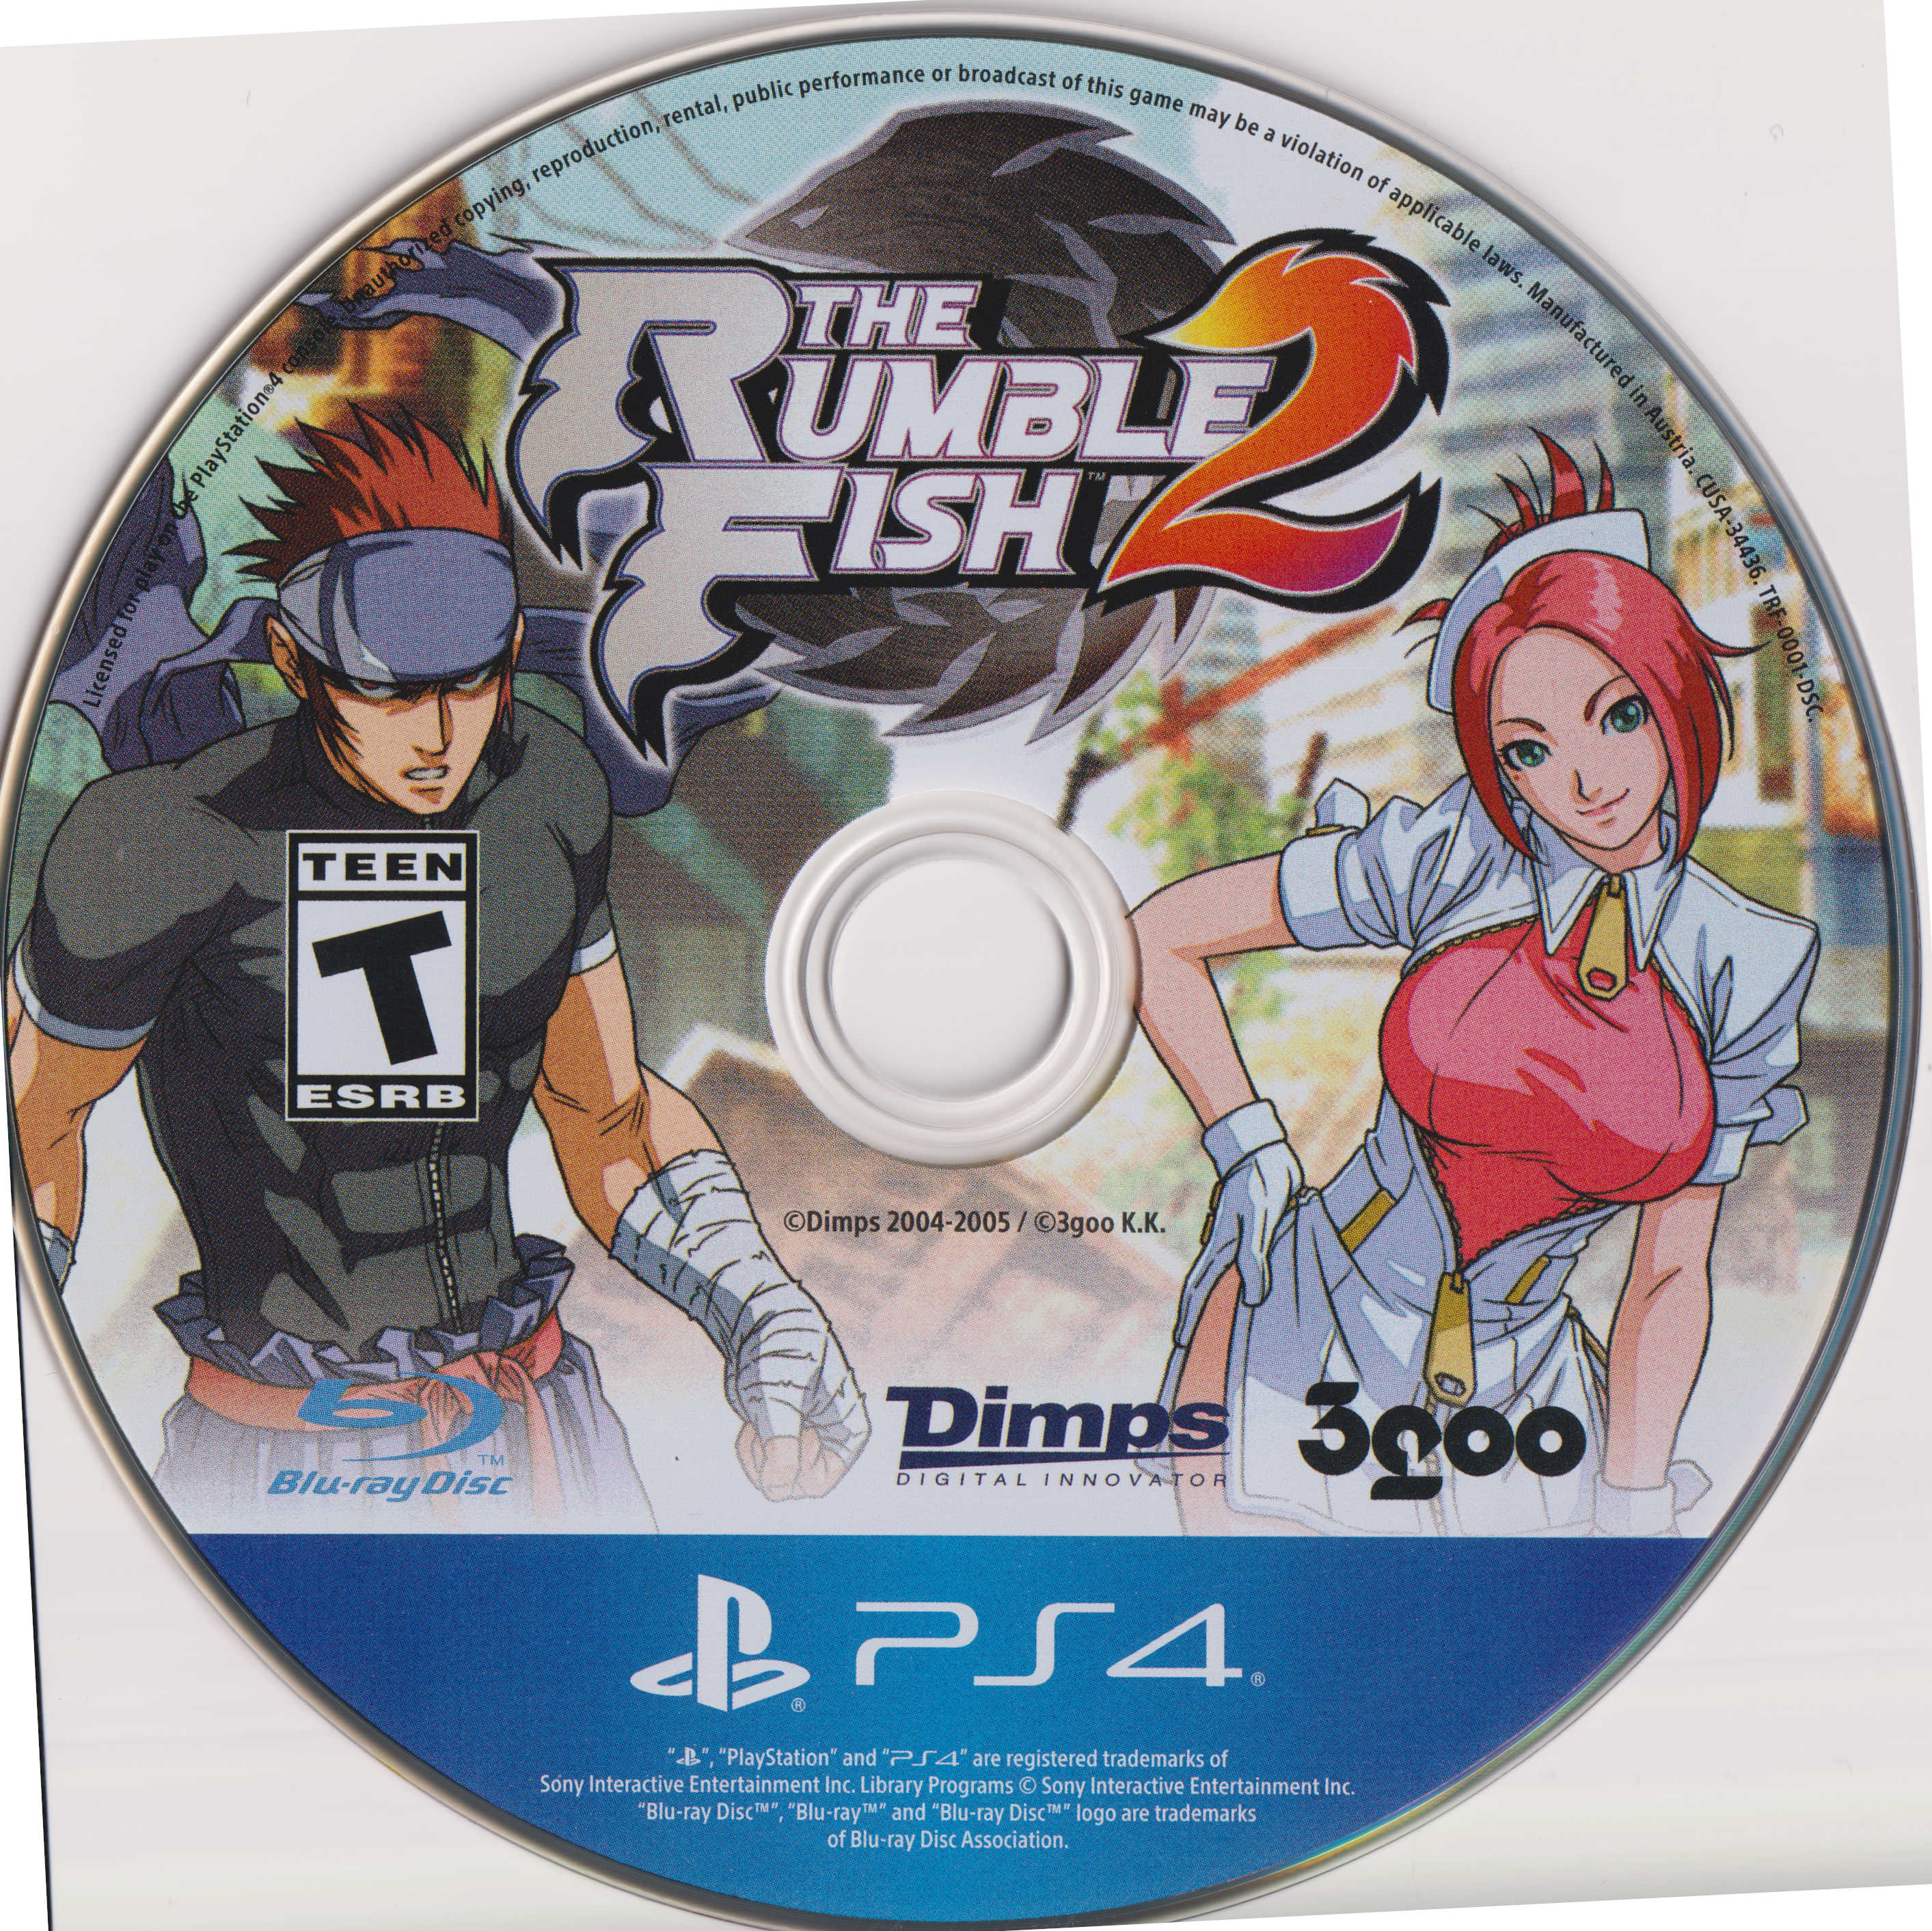 Licensed for play on the PlayStation®4 console. Unauthorized copying, reproduction, rental, public performance or broadcast of this game may be a violation of applicable laws. Manufactured in Austria. CUSA-34436. TRF-0001-DSC.
THE
RUMBLE
FISH™ 2
TEEN
T
ESRB
©Dimps 2004-2005 / ©3goo K.K.
Blu-ray Disc™
Dimps
DIGITAL INNOVATOR
3goo
PS4®
“PS”, “PlayStation” and “PS4” are registered trademarks of
Sony Interactive Entertainment Inc. Library Programs © Sony Interactive Entertainment Inc.
“Blu-ray Disc™”, “Blu-ray™” and “Blu-ray Disc™” logo are trademarks
of Blu-ray Disc Association.